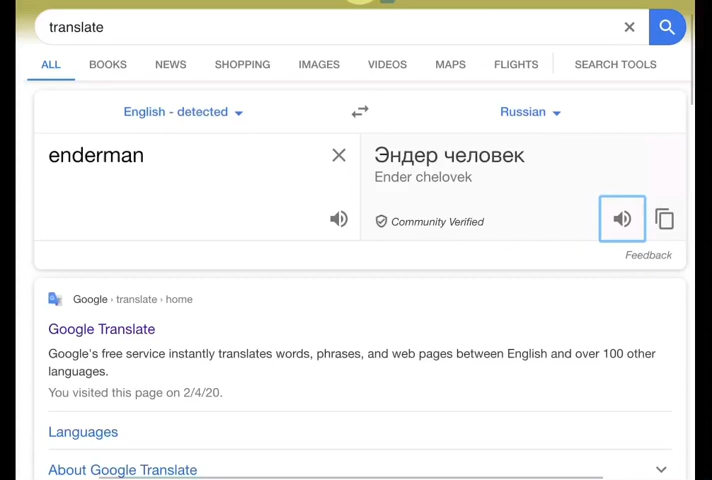 translate
ALL BOOKS NEWS SHOPPING IMAGES VIDEOS MAPS FLIGHTS SEARCH TOOLS
English - detected Russian
enderman
Эндер человек
Ender chelovek
Community Verified
Feedback
Google › translate › home
Google Translate
Google's free service instantly translates words, phrases, and web pages between English and over 100 other
languages.
You visited this page on 2/4/20.
Languages
About Google Translate